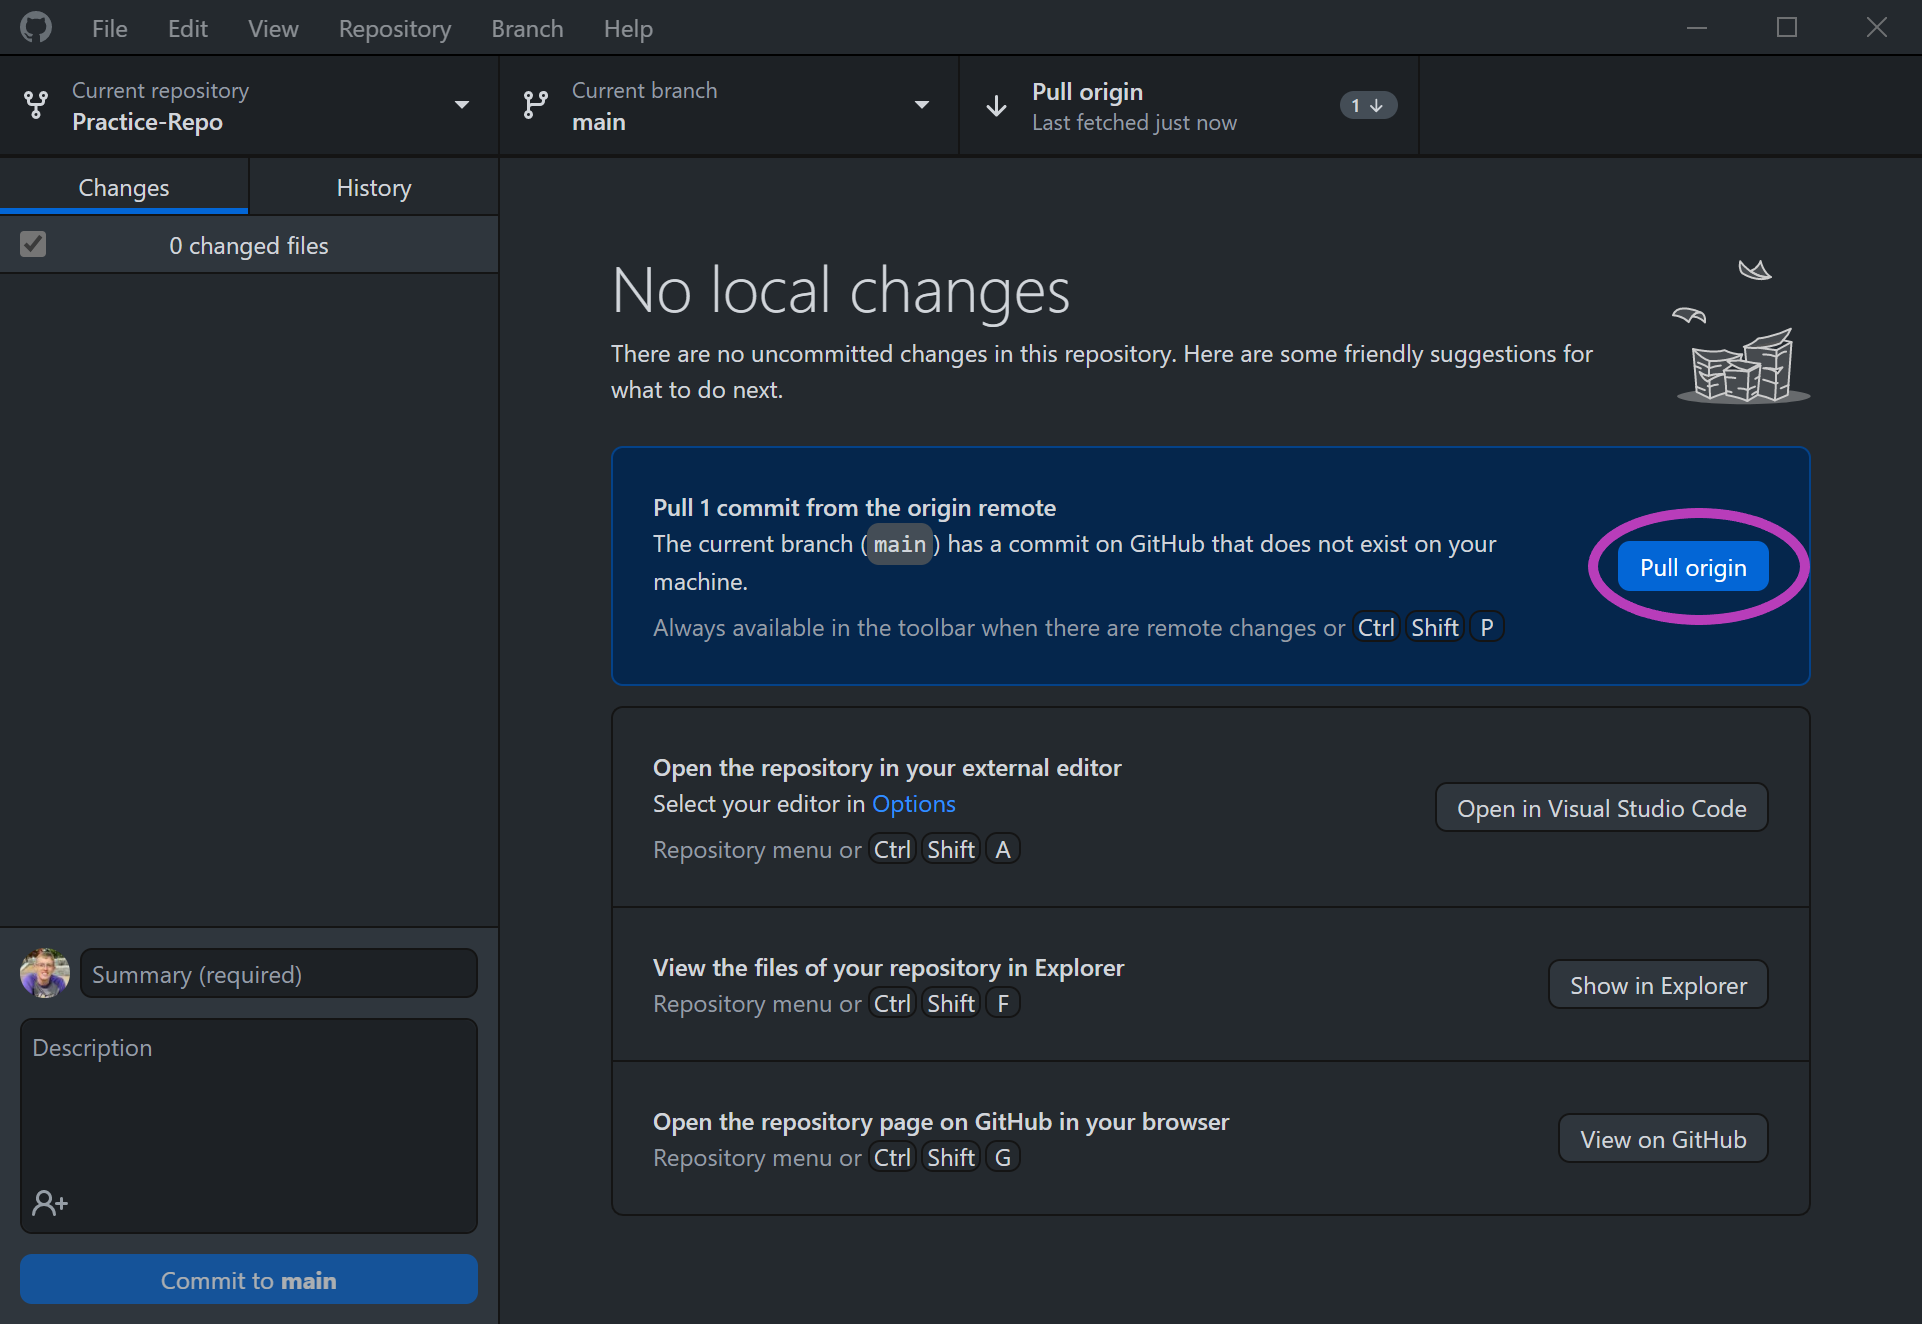 File Edit View Repository Branch Help
Current repository
Practice-Repo
Current branch
main
Pull origin
Last fetched just now
1
Changes
History
0 changed files
No local changes
There are no uncommitted changes in this repository. Here are some friendly suggestions for
what to do next.
Pull 1 commit from the origin remote
The current branch (main) has a commit on GitHub that does not exist on your
machine.
Always available in the toolbar when there are remote changes or Ctrl Shift P
Pull origin
Open the repository in your external editor
Select your editor in Options
Repository menu or Ctrl Shift A
Open in Visual Studio Code
View the files of your repository in Explorer
Repository menu or Ctrl Shift F
Show in Explorer
Open the repository page on GitHub in your browser
Repository menu or Ctrl Shift G
View on GitHub
Summary (required)
Description
Commit to main